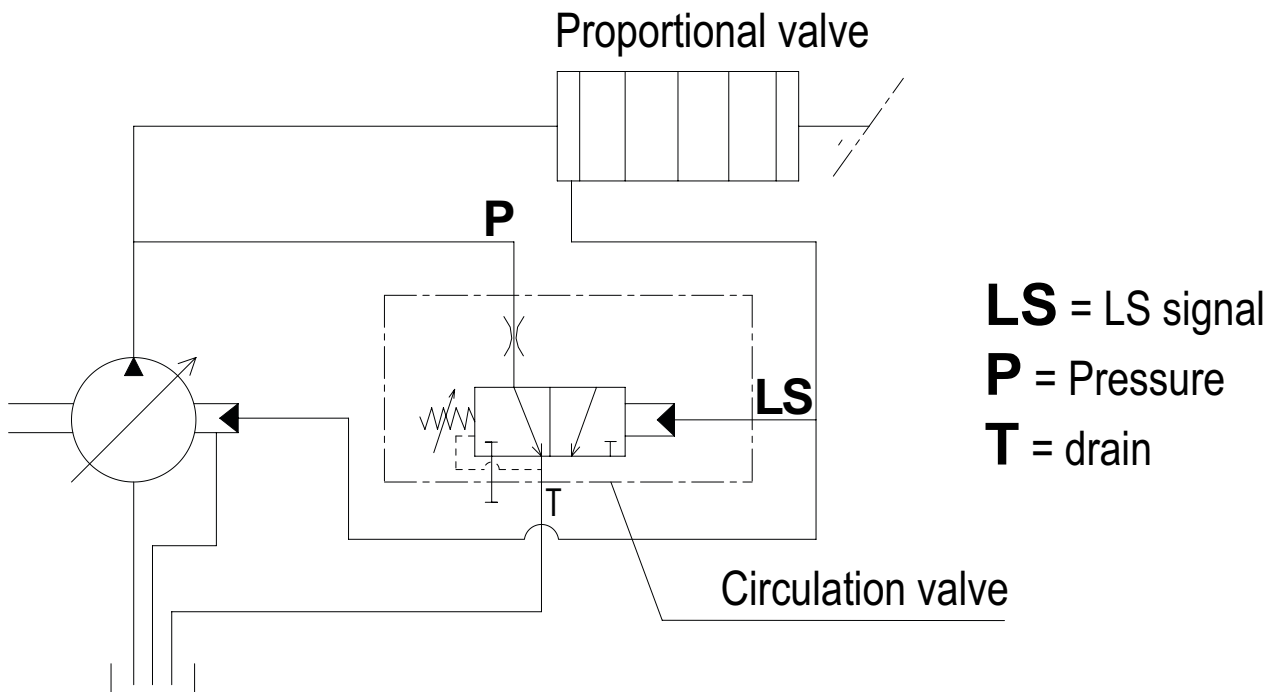 Proportional valve
P
LS
LS = LS signal
P = Pressure
T = drain
T
Circulation valve